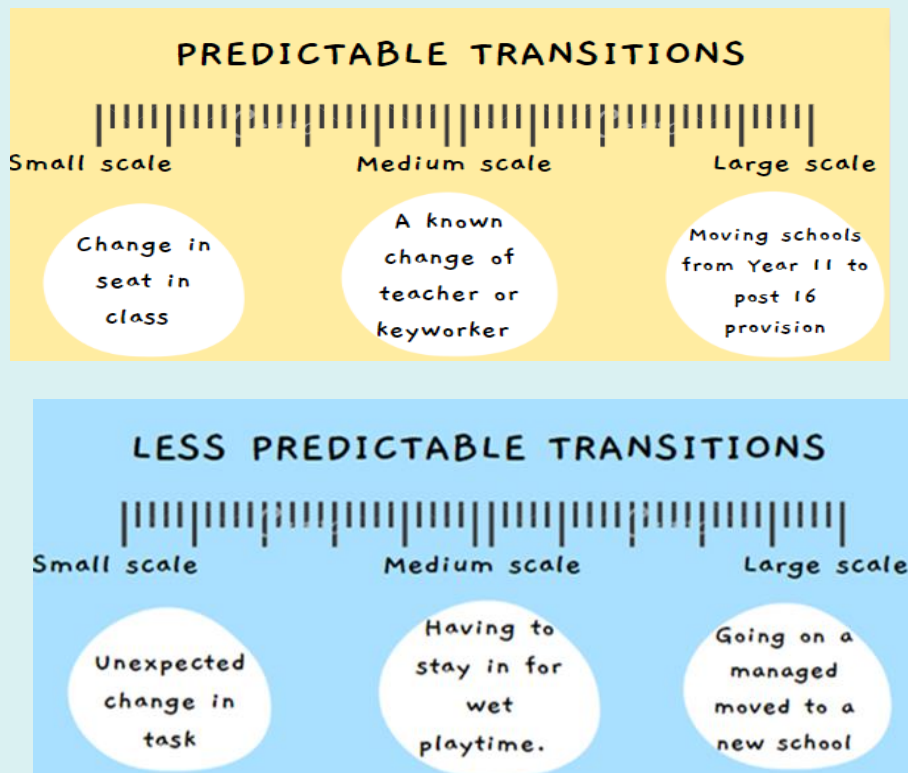 PREDICTABLE TRANSITIONS
Small scale
Medium scale
Large scale
Change in
seat in
class
A known
change of
teacher or
keyworker
Moving schools
from Year 11 to
post 16
provision
LESS PREDICTABLE TRANSITIONS
Small scale
Medium scale
Large scale
Unexpected
change in
task
Having to
stay in for
wet
playtime.
Going on a
managed
moved to a
new school